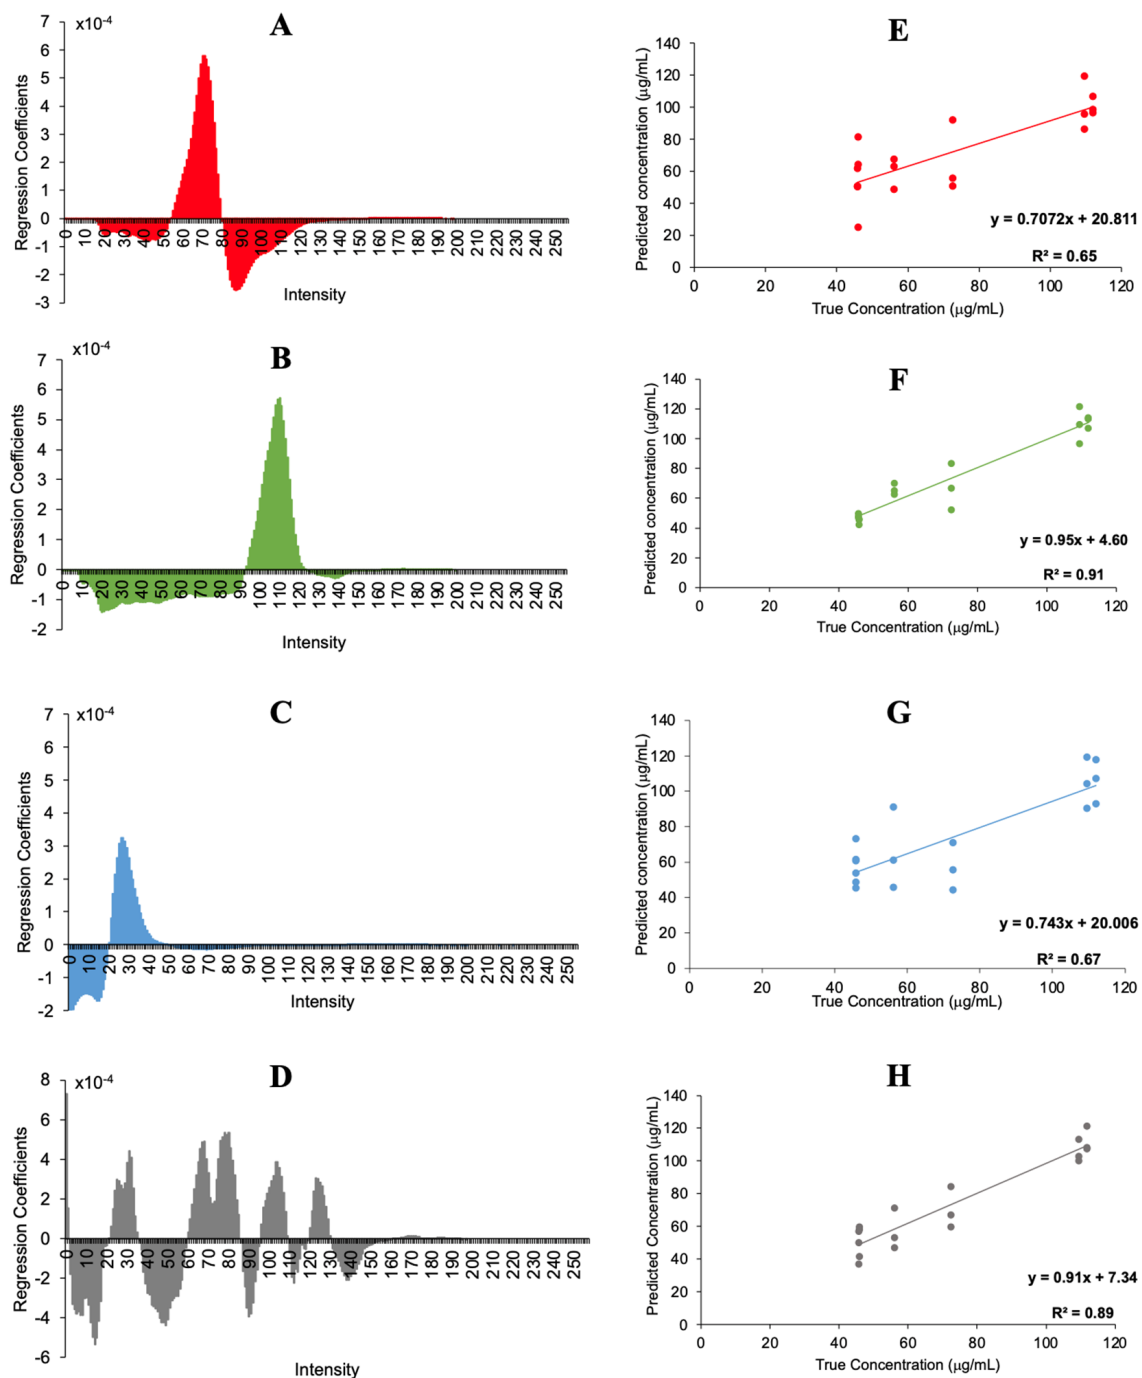 A
x10⁻⁴
Regression Coefficients
7
6
5
4
3
2
1
0
-1
-2
-3
0 10 20 30 40 50 60 70 80 90 100 110 120 130 140 150 160 170 180 190 200 210 220 230 240 250
Intensity
E
Predicted concentration (µg/mL)
140
120
100
80
60
40
20
0
y = 0.7072x + 20.811
R² = 0.65
0 20 40 60 80 100 120
True Concentration (µg/mL)
B
x10⁻⁴
Regression Coefficients
7
6
5
4
3
2
1
0
-1
-2
0 10 20 30 40 50 60 70 80 90 100 110 120 130 140 150 160 170 180 190 200 210 220 230 240 250
Intensity
F
Predicted concentration (µg/mL)
140
120
100
80
60
40
20
0
y = 0.95x + 4.60
R² = 0.91
0 20 40 60 80 100 120
True Concentration (µg/mL)
C
x10⁻⁴
Regression Coefficients
7
6
5
4
3
2
1
0
-1
-2
0 10 20 30 40 50 60 70 80 90 100 110 120 130 140 150 160 170 180 190 200 210 220 230 240 250
Intensity
G
Predicted concentration (µg/mL)
140
120
100
80
60
40
20
0
y = 0.743x + 20.006
R² = 0.67
0 20 40 60 80 100 120
True Concentration (µg/mL)
D
x10⁻⁴
Regression Coefficients
8
6
4
2
0
-2
-4
-6
0 10 20 30 40 50 60 70 80 90 100 110 120 130 140 150 160 170 180 190 200 210 220 230 240 250
Intensity
H
Predicted Concentration (µg/mL)
140
120
100
80
60
40
20
0
y = 0.91x + 7.34
R² = 0.89
0 20 40 60 80 100 120
True Concentration (µg/mL)